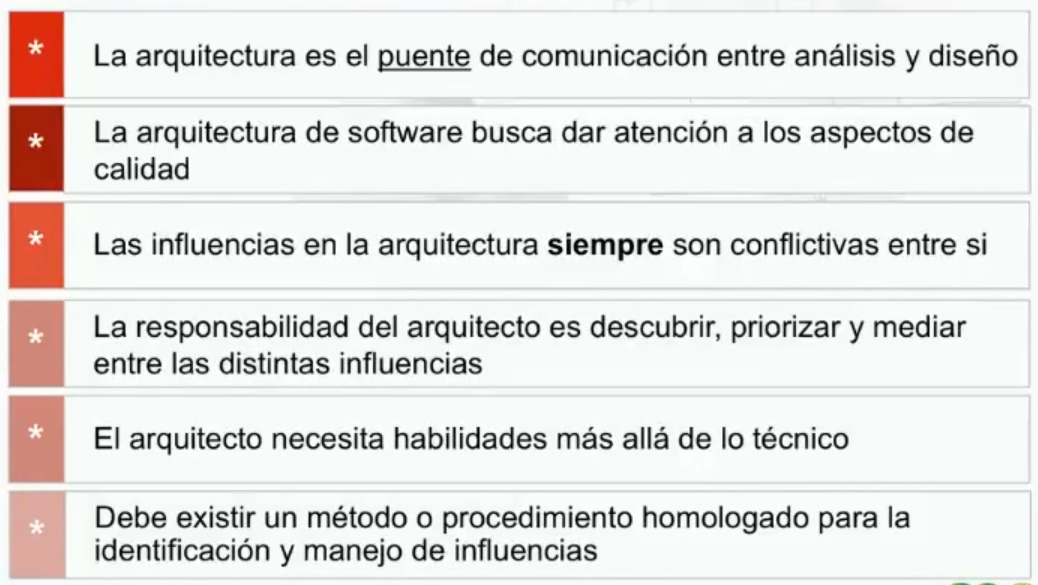 * La arquitectura es el puente de comunicación entre análisis y diseño
* La arquitectura de software busca dar atención a los aspectos de
calidad
* Las influencias en la arquitectura siempre son conflictivas entre si
* La responsabilidad del arquitecto es descubrir, priorizar y mediar
entre las distintas influencias
* El arquitecto necesita habilidades más allá de lo técnico
* Debe existir un método o procedimiento homologado para la
identificación y manejo de influencias